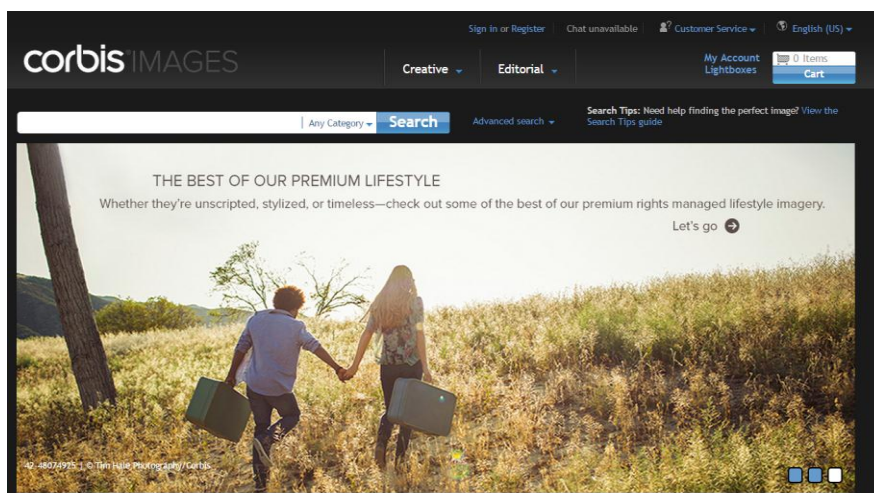 Sign in or Register Chat unavailable Customer Service English (US)
corbis IMAGES
Creative Editorial
My Account
Lightboxes
0 Items
Cart
Any Category Search Advanced search
Search Tips: Need help finding the perfect image? View the
Search Tips guide
THE BEST OF OUR PREMIUM LIFESTYLE
Whether they're unscripted, stylized, or timeless—check out some of the best of our premium rights managed lifestyle imagery.
Let's go
42-48074925 | © Tim Hale Photography/Corbis